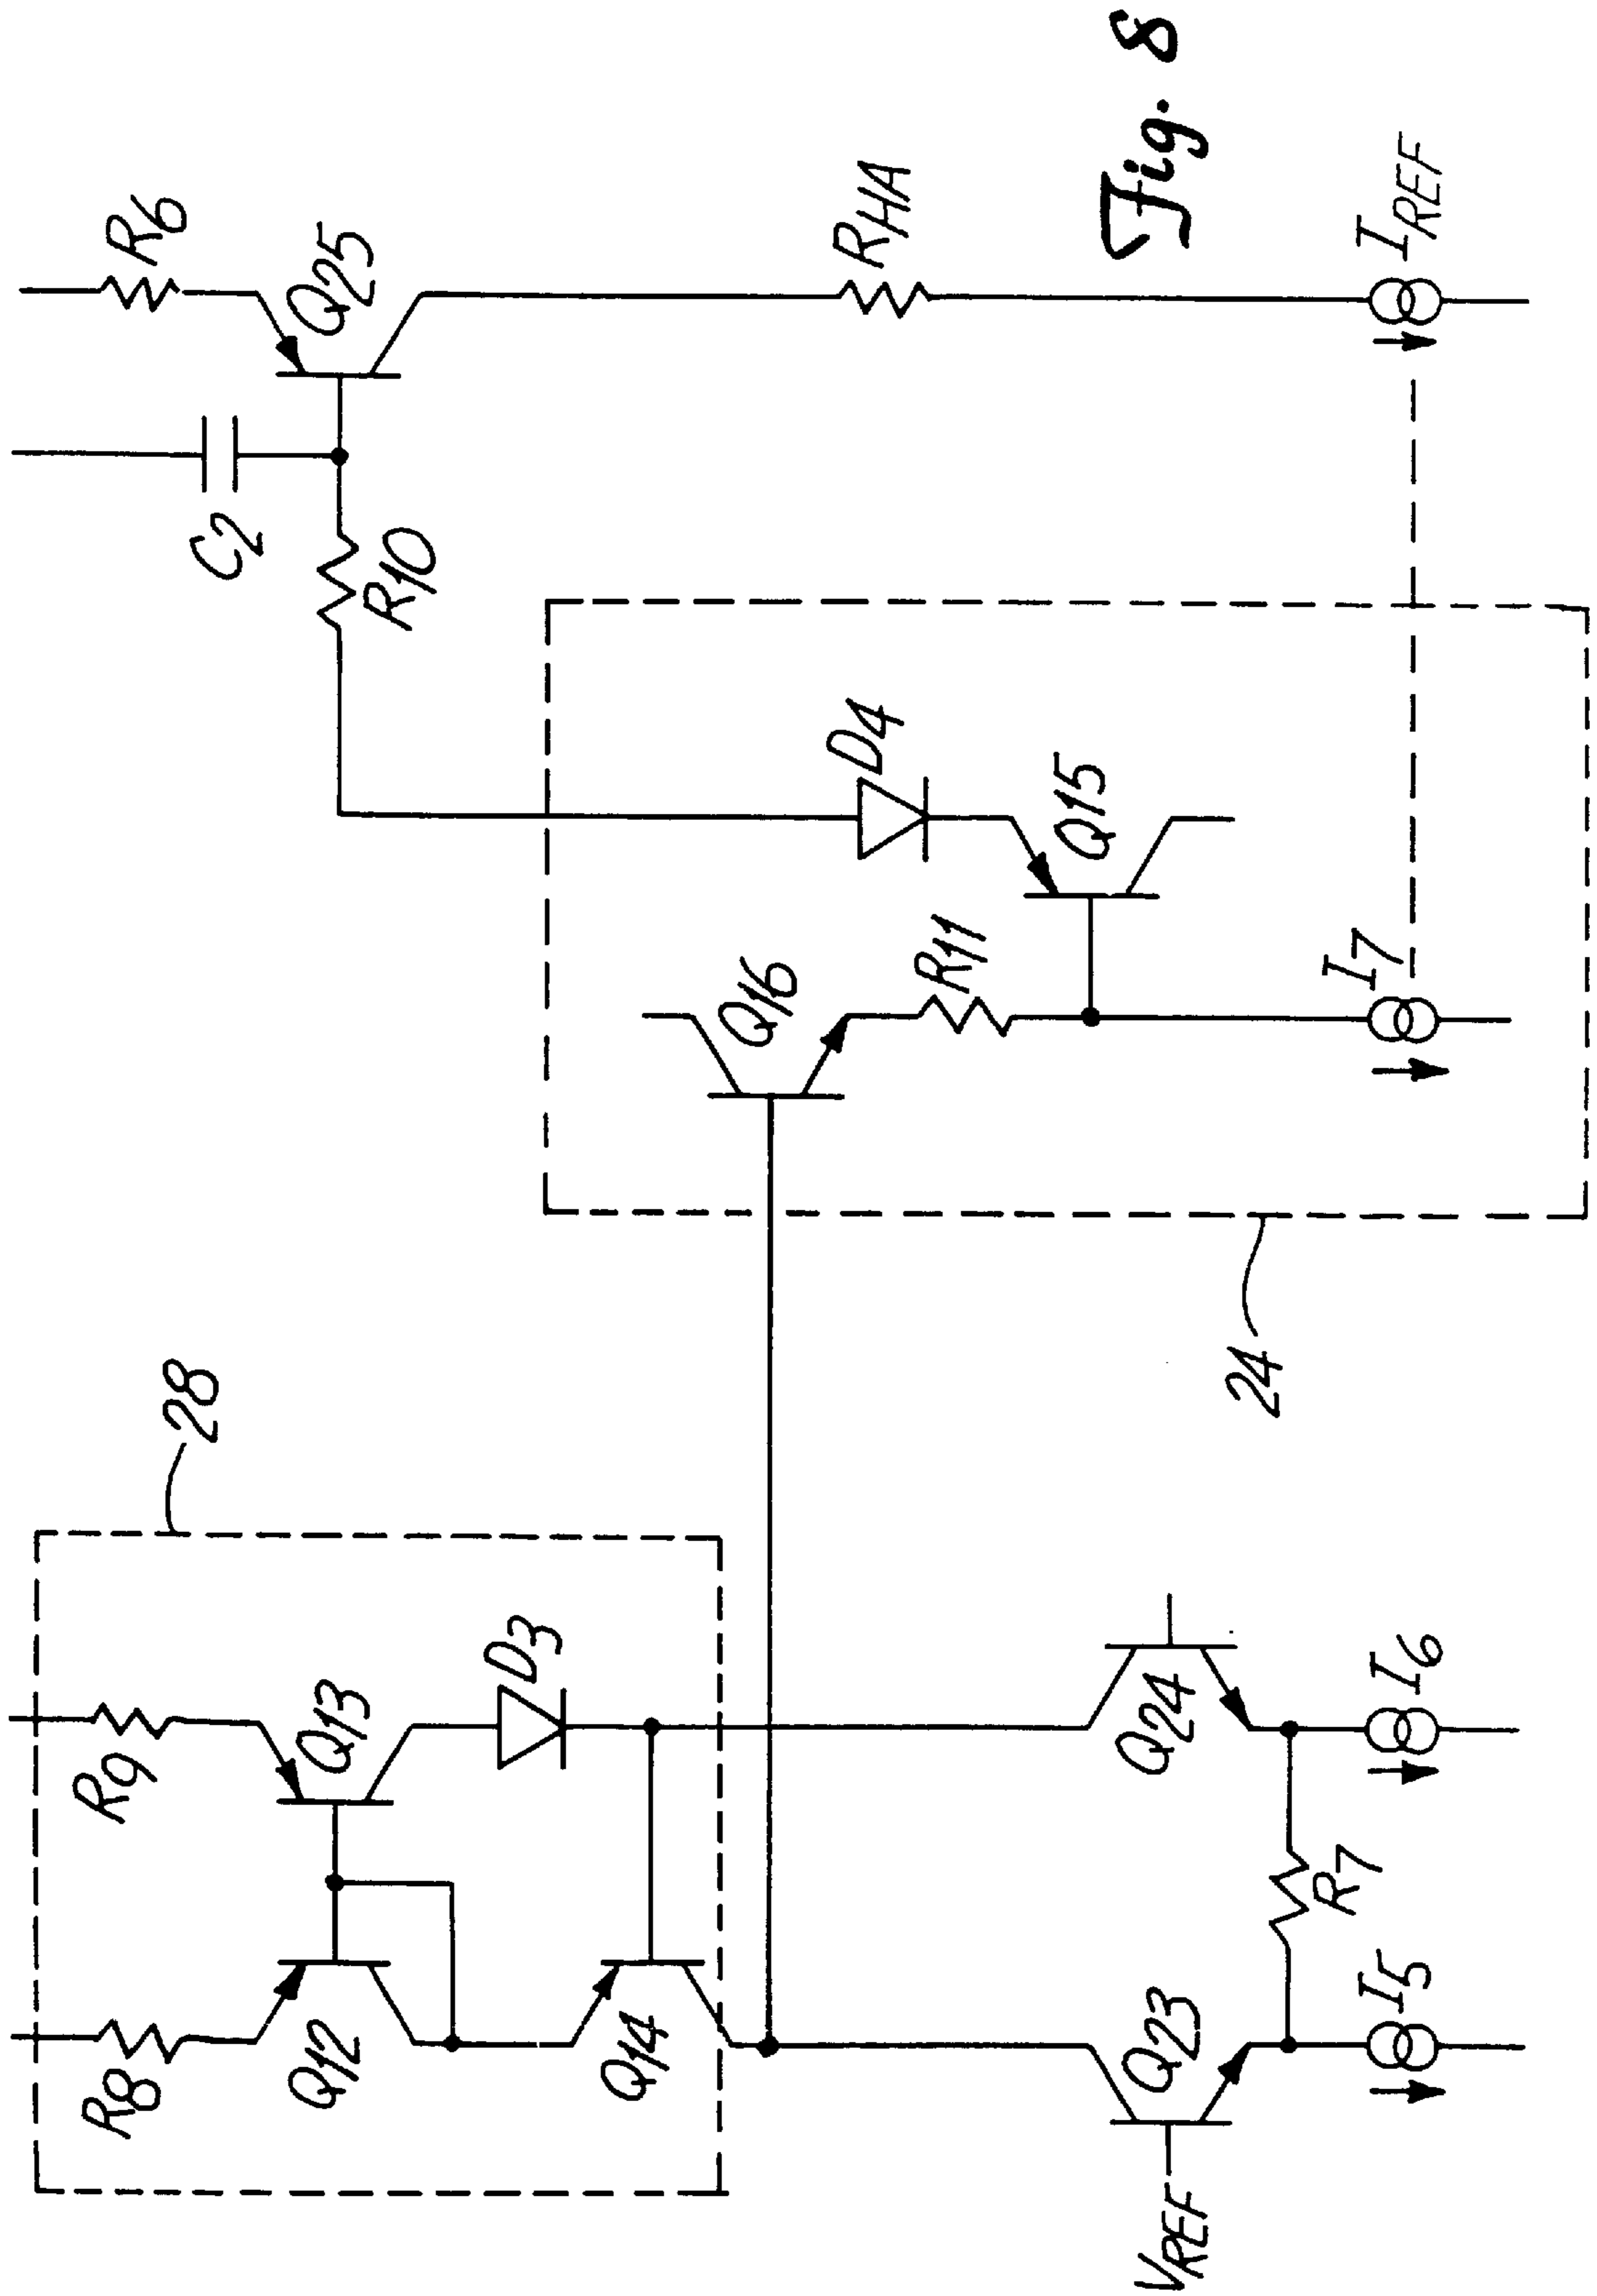 R6
Q25
C2
R10
RHA
IREF
D4
Q15
Q16
R11
I7
24
28
R9
Q13
D3
R8
Q12
Q14
Q24
I6
R7
Q23
I5
VREF
Fig. 8